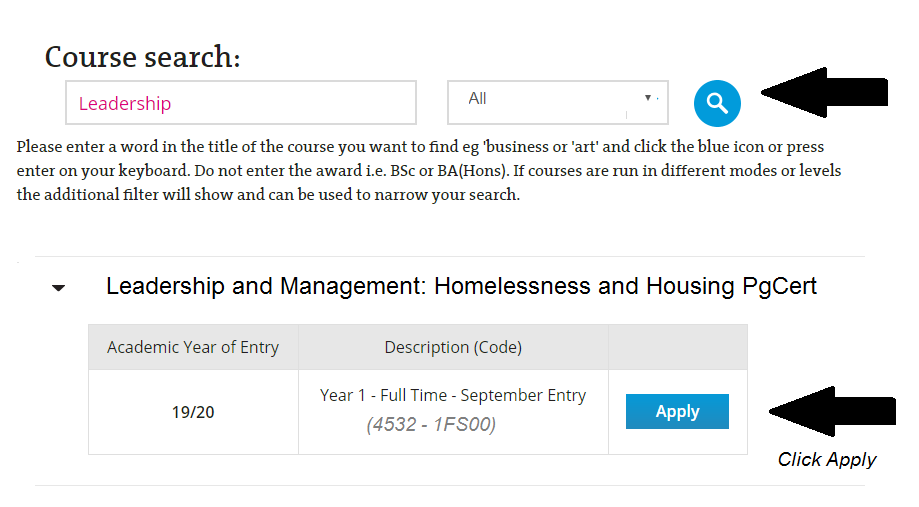 Course search:
Leadership
All
Please enter a word in the title of the course you want to find eg 'business or 'art' and click the blue icon or press
enter on your keyboard. Do not enter the award i.e. BSc or BA(Hons). If courses are run in different modes or levels
the additional filter will show and can be used to narrow your search.
Leadership and Management: Homelessness and Housing PgCert
Academic Year of Entry
Description (Code)
19/20
Year 1 - Full Time - September Entry
(4532 - 1FS00)
Apply
Click Apply